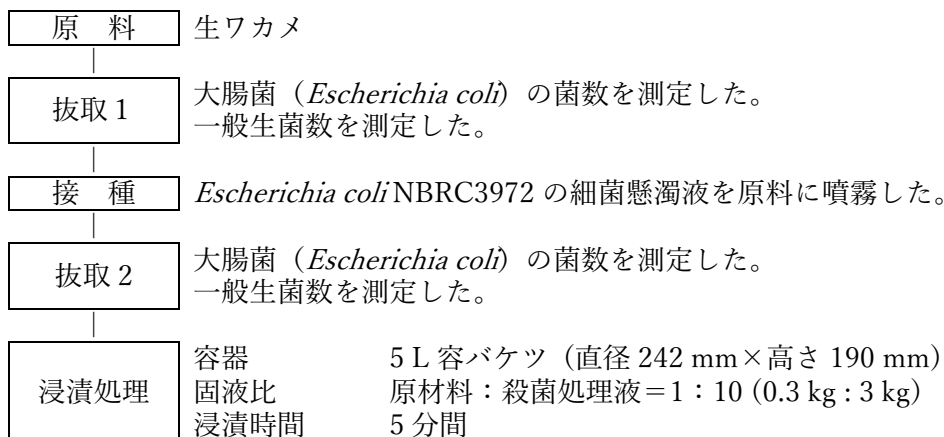 原　料　生ワカメ
抜取 1　大腸菌（Escherichia coli）の菌数を測定した。
一般生菌数を測定した。
接　種　Escherichia coli NBRC3972 の細菌懸濁液を原料に噴霧した。
抜取 2　大腸菌（Escherichia coli）の菌数を測定した。
一般生菌数を測定した。
容器　5 L 容バケツ（直径 242 mm×高さ 190 mm）
浸漬処理　固液比　原材料：殺菌処理液＝1：10 (0.3 kg : 3 kg)
浸漬時間　5 分間